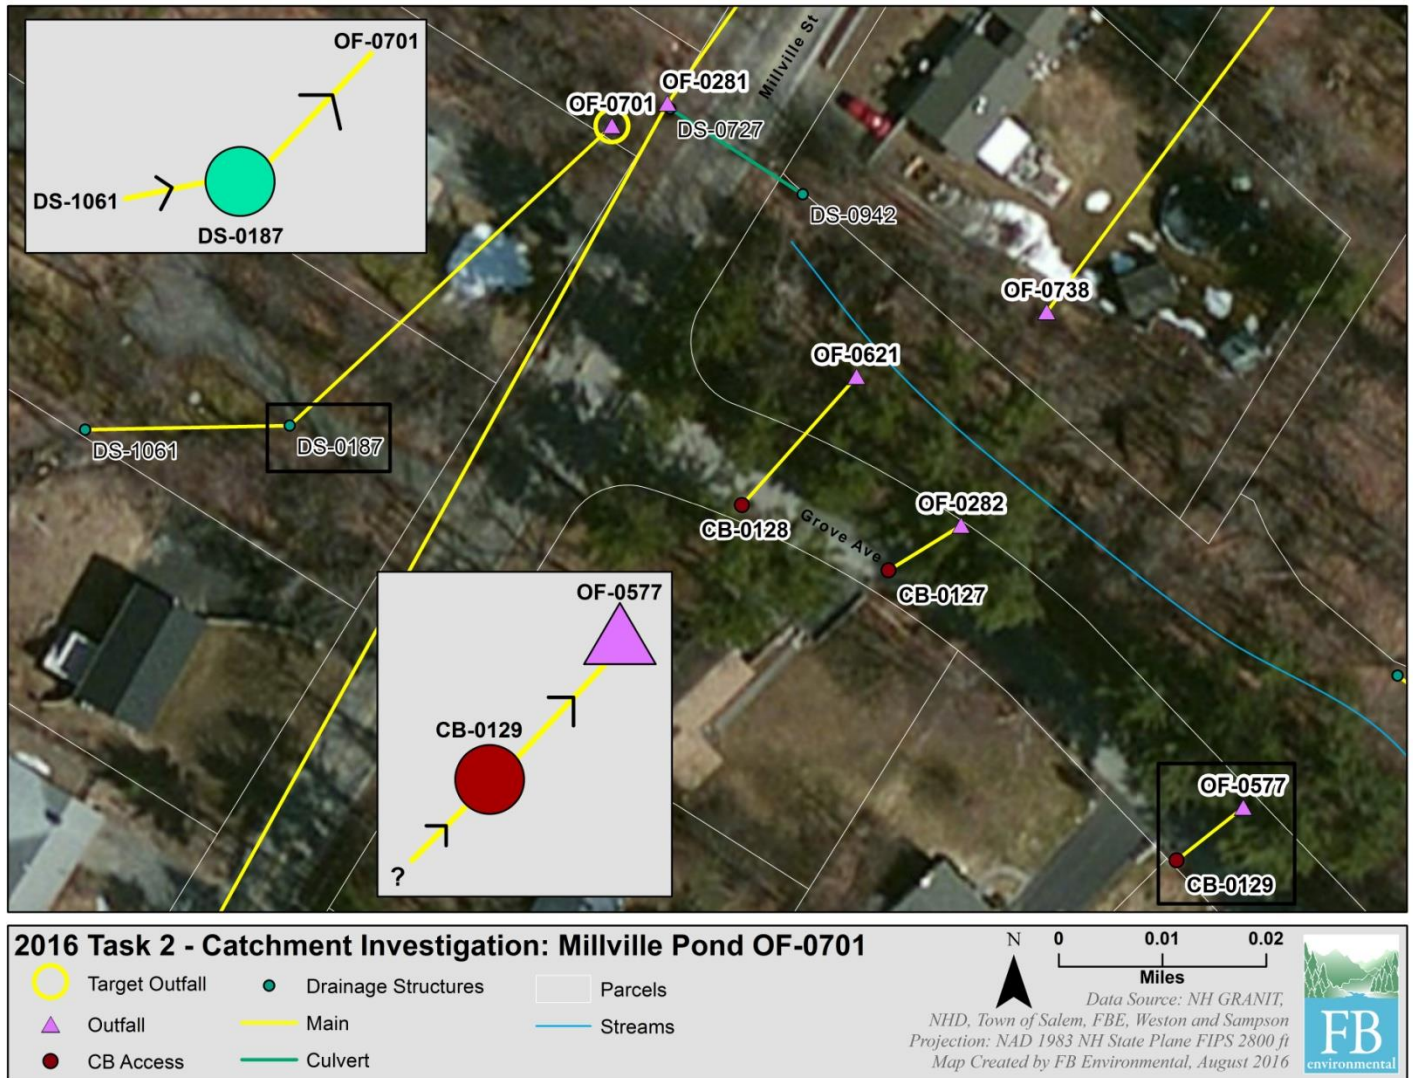 OF-0701
DS-1061
DS-0187
Millville St
OF-0281
OF-0701
DS-0727
DS-0942
OF-0738
OF-0621
DS-1061
DS-0187
CB-0128
OF-0282
Grove Ave
CB-0127
OF-0577
CB-0129
?
OF-0577
CB-0129
2016 Task 2 - Catchment Investigation: Millville Pond OF-0701
Target Outfall
Outfall
CB Access
Drainage Structures
Main
Culvert
Parcels
Streams
N
0 0.01 0.02
Miles
Data Source: NH GRANIT,
NHD, Town of Salem, FBE, Weston and Sampson
Projection: NAD 1983 NH State Plane FIPS 2800 ft
Map Created by FB Environmental, August 2016
FB
environmental